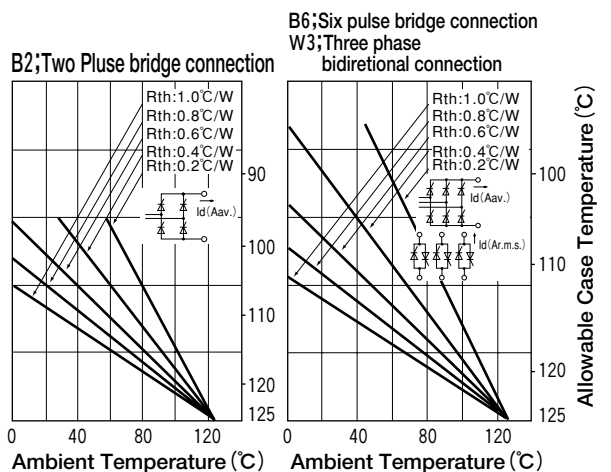 B6;Six pulse bridge connection
W3;Three phase
bidiretional connection
B2;Two Pluse bridge connection
Rth:1.0℃/W
Rth:0.8℃/W
Rth:0.6℃/W
Rth:0.4℃/W
Rth:0.2℃/W
Id(Aav.)
90
100
110
120
125
0 40 80 120
Ambient Temperature(℃)
Rth:1.0℃/W
Rth:0.8℃/W
Rth:0.6℃/W
Rth:0.4℃/W
Rth:0.2℃/W
Id(Aav.)
Id(Ar.m.s.)
100
110
120
125
0 40 80 120
Ambient Temperature(℃)
Allowable Case Temperature(℃)